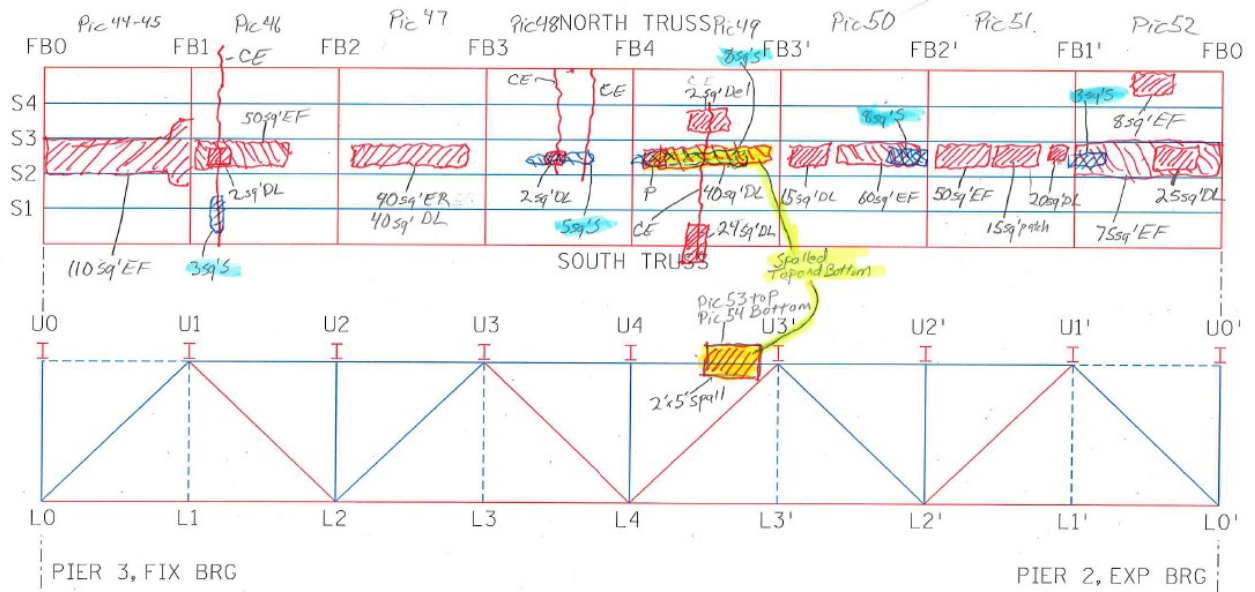 Pic 44-45 Pic 46 Pic 47 Pic 48 NORTH TRUSS Pic 49 Pic 50 Pic 51. Pic 52
FB0 FB1 FB2 FB3 FB4 FB3' FB2' FB1' FB0
CE
8sq'S
S4
50sq'EF
CE
CE
CE
2sq'Del
8sq'S
3sq'S
8sq'EF
S3
S2
2sq'DL
40sq'ER
40sq'DL
2sq'DL
P
40sq'DL
15sq'DL
60sq'EF
50sq'EF
20sq'DL
25sq'DL
S1
5sq'S
CE
24sq'DL
15sq'patch
75sq'EF
110sq'EF
3sq'S
SOUTH TRUSS
Spalled
Top and Bottom
Pic 53 top
Pic 54 Bottom
U0 U1 U2 U3 U4 U3' U2' U1' U0'
2'x5' Spall
L0 L1 L2 L3 L4 L3' L2' L1' L0'
PIER 3, FIX BRG PIER 2, EXP BRG